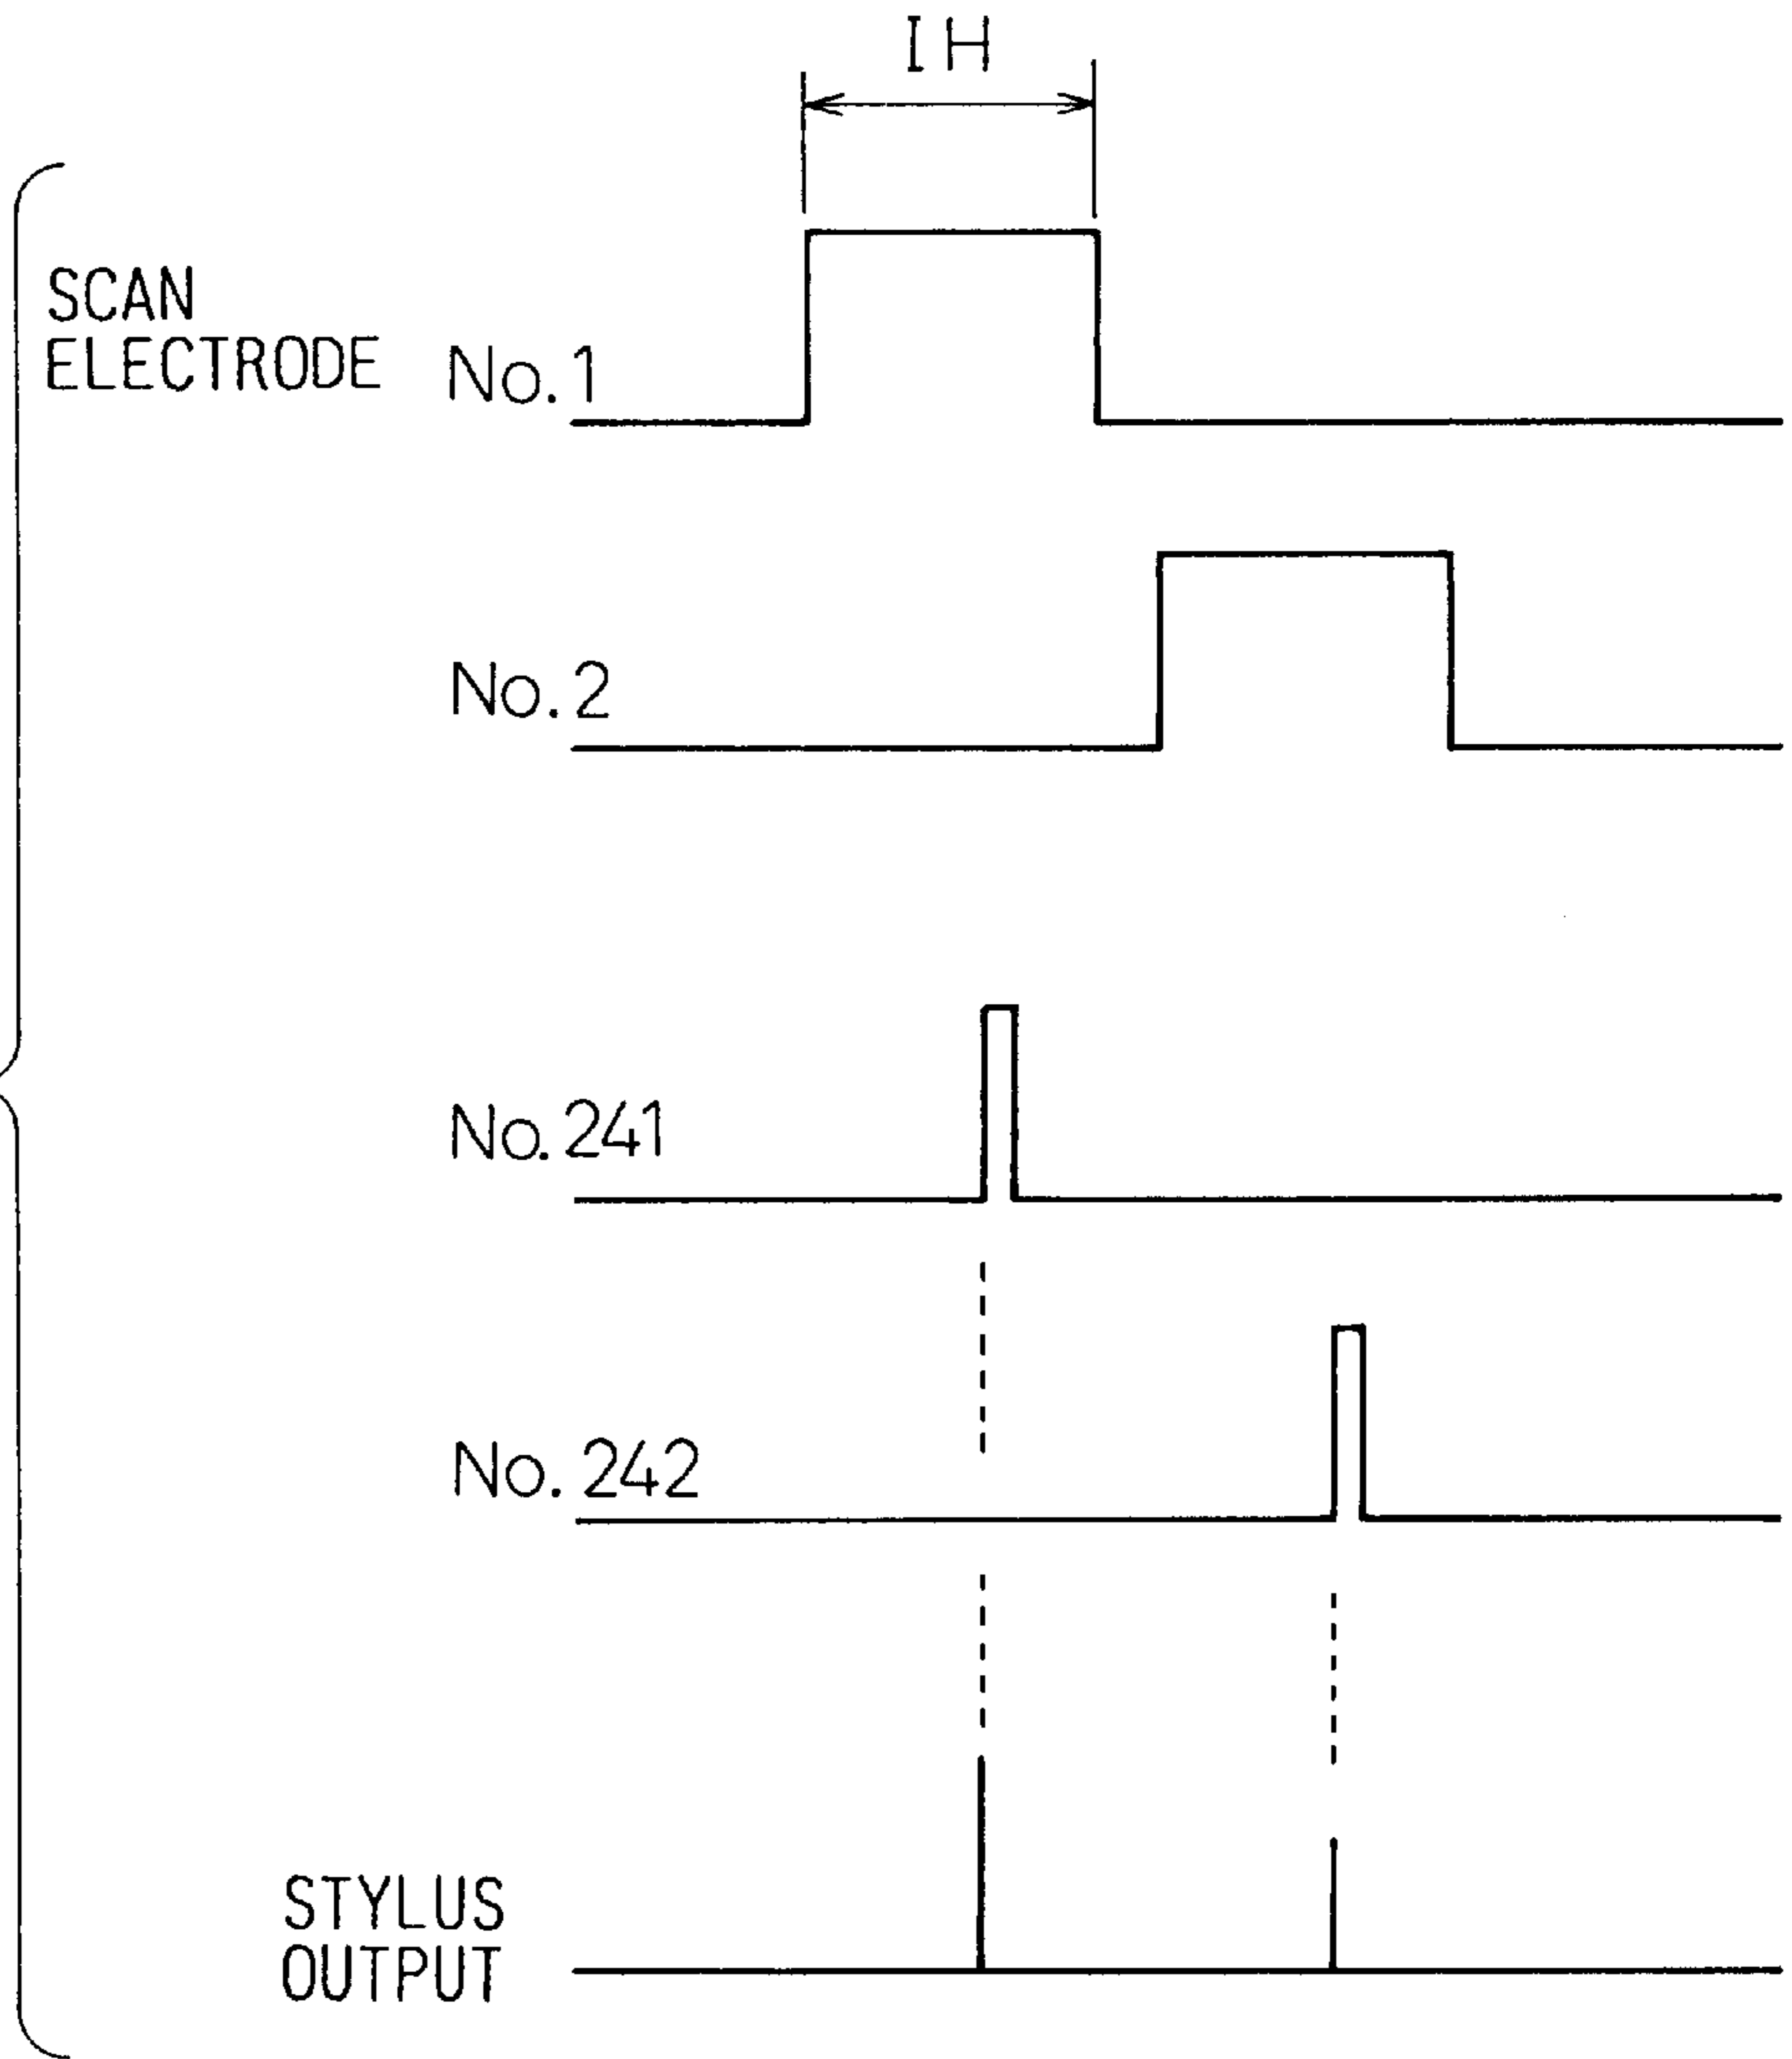 IH
SCAN
ELECTRODE
No.1
No.2
No.241
No.242
STYLUS
OUTPUT